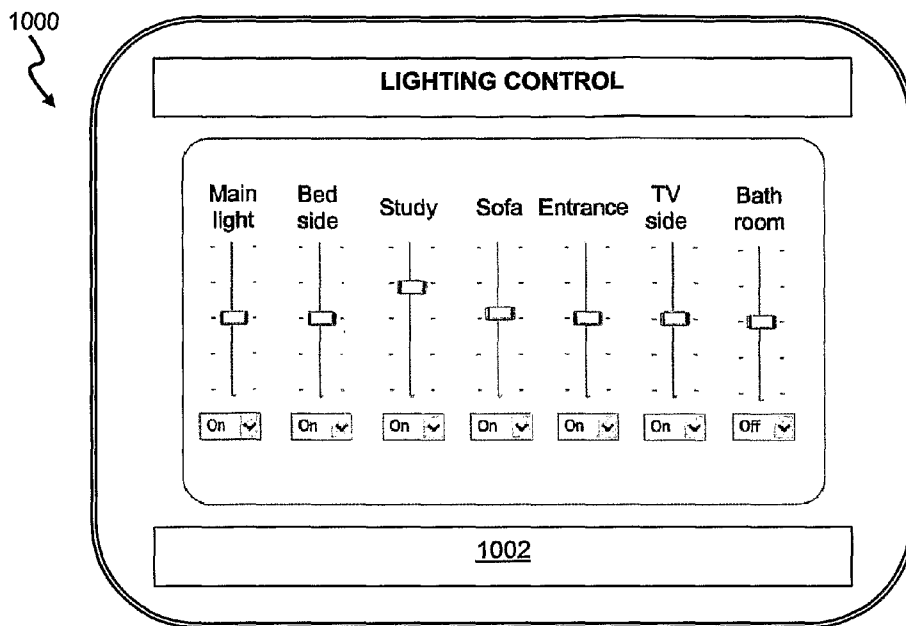 1000
LIGHTING CONTROL
Main light
Bed side
Study
Sofa
Entrance
TV side
Bath room
On
On
On
On
On
On
Off
1002